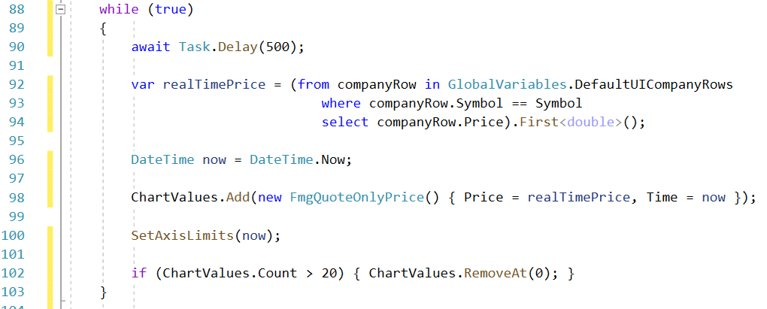 88 while (true)
89 {
90 await Task.Delay(500);
91
92 var realTimePrice = (from companyRow in GlobalVariables.DefaultUICompanyRows
93 where companyRow.Symbol == Symbol
94 select companyRow.Price).First<double>();
95
96 DateTime now = DateTime.Now;
97
98 ChartValues.Add(new FmgQuoteOnlyPrice() { Price = realTimePrice, Time = now });
99
100 SetAxisLimits(now);
101
102 if (ChartValues.Count > 20) { ChartValues.RemoveAt(0); }
103 }
104